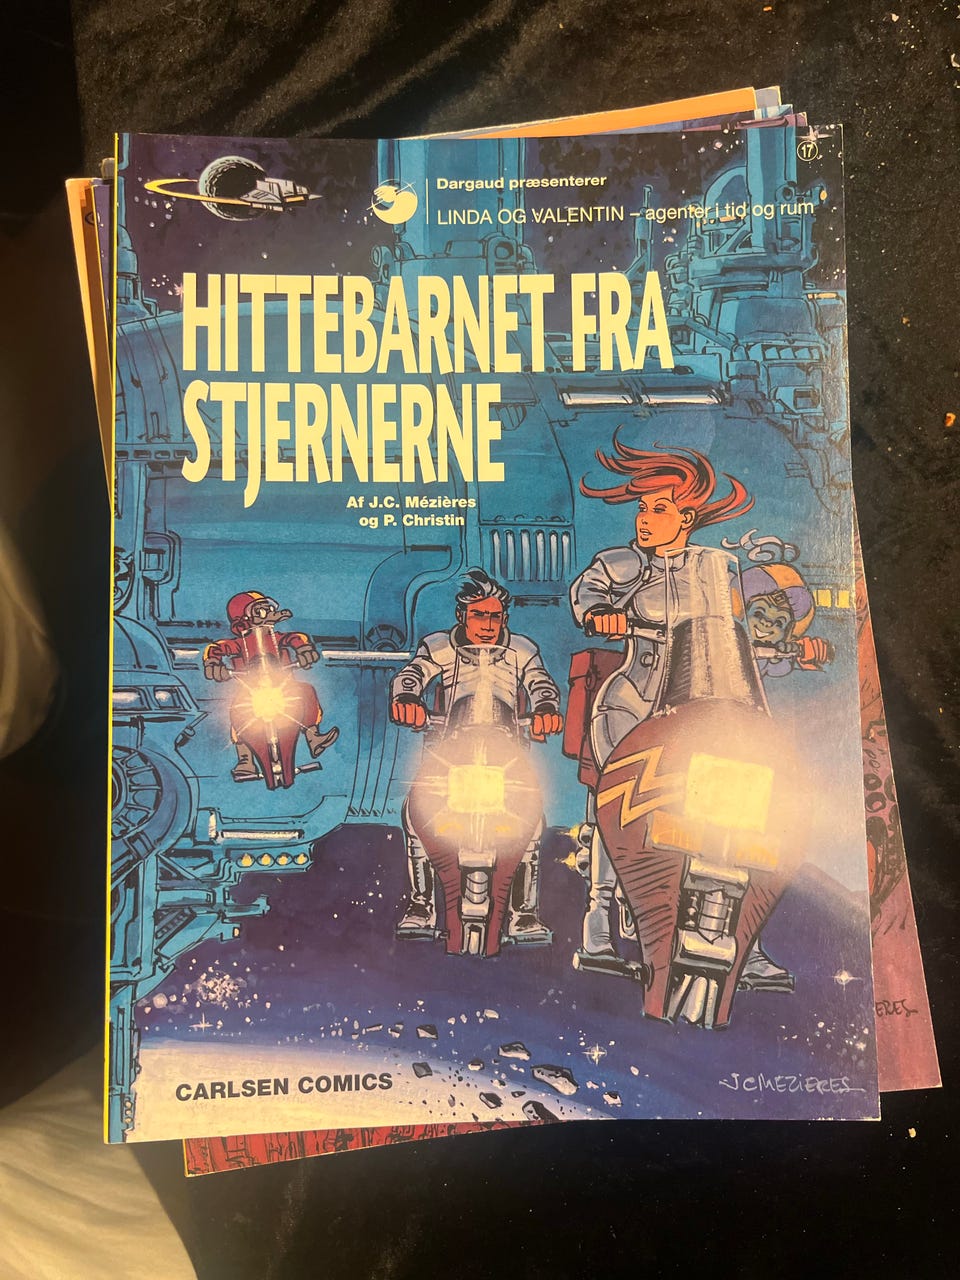 17
Dargaud præsenterer
LINDA OG VALENTIN – agenter i tid og rum
HITTEBARNET FRA
STJERNERNE
Af J.C. Mézières
og P. Christin
CARLSEN COMICS
JCMEZIERES